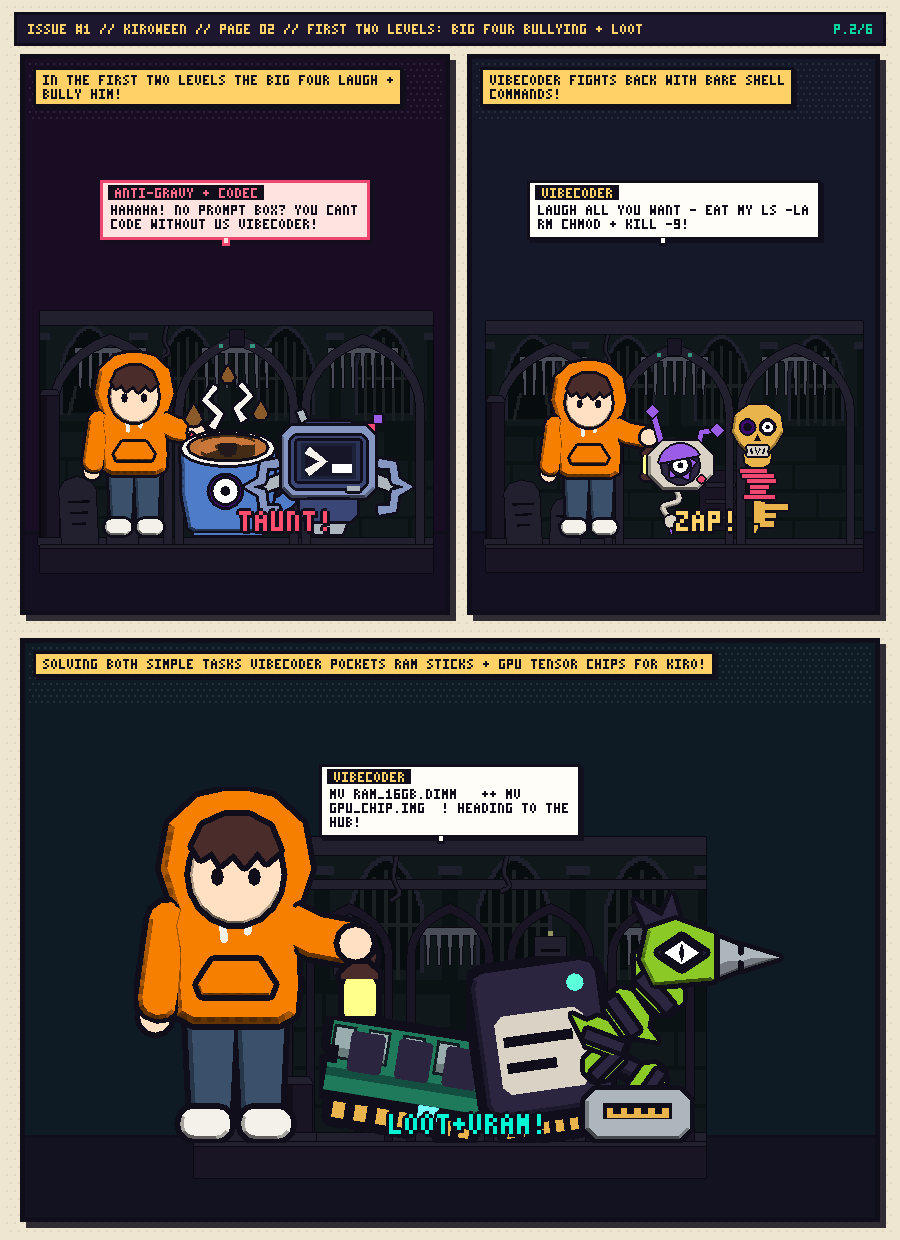 ISSUE #1 // KIROWEEN // PAGE 02 // FIRST TWO LEVELS: BIG FOUR BULLYING + LOOT
P.2/6
IN THE FIRST TWO LEVELS THE BIG FOUR LAUGH +
BULLY HIM!
ANTI-GRAVY + CODEC
HAHAHA! NO PROMPT BOX? YOU CANT
CODE WITHOUT US VIBECODER!
>_
TAUNT!
VIBECODER FIGHTS BACK WITH BARE SHELL
COMMANDS!
VIBECODER
LAUGH ALL YOU WANT - EAT MY LS -LA
RM CHMOD + KILL -9!
ZAP!
SOLVING BOTH SIMPLE TASKS VIBECODER POCKETS RAM STICKS + GPU TENSOR CHIPS FOR KIRO!
VIBECODER
MV RAM_16GB.DIMM ++ MV
GPU_CHIP.IMG ! HEADING TO THE
HUB!
LOOT+VRAM!